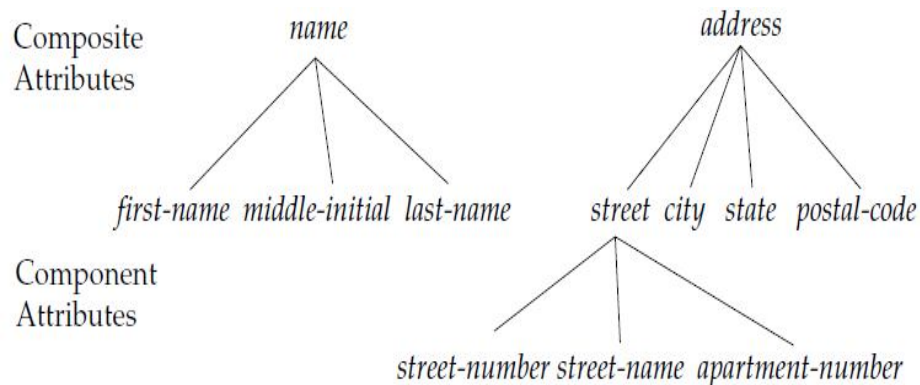 Composite
Attributes
name
address
first-name middle-initial last-name
street city state postal-code
Component
Attributes
street-number street-name apartment-number